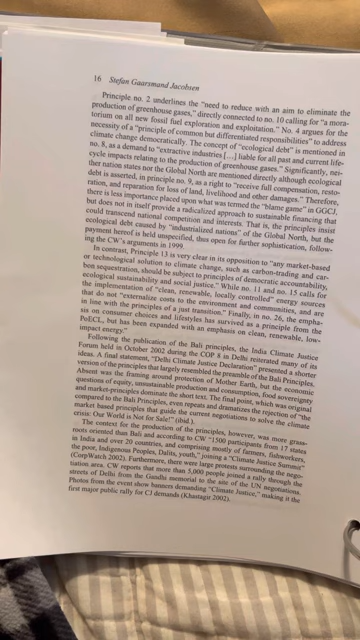 16 Stefan Gaarsmand Jacobsen
Principle no. 2 underlines the "need to reduce with an aim to eliminate the
production of greenhouse gases," directly connected to no. 10 calling for "a mora-
torium on all new fossil fuel exploration and exploitation." No. 4 argues for the
necessity of a "principle of common but differentiated responsibilities" to address
climate change democratically. The concept of "ecological debt" is mentioned in
no. 8, as a demand to "extractive industries [...] liable for all past and current life-
cycle impacts relating to the production of greenhouse gases." Significantly, nei-
ther nation states nor the Global North are mentioned directly although ecological
debt is asserted, in principle no. 9, as a right to "receive full compensation, resto-
ration, and reparation for loss of land, livelihood and other damages." Therefore,
there is less importance placed upon what was termed the "blame game" in GGCJ,
but does not in itself provide a radicalized approach to sustainable financing that
could transcend national competition and interests. That is, the principles insist
ecological debt caused by "industrialized nations" of the Global North, but the
payment hereof is held unspecified, thus open for further sophistication, follow-
ing the CW's arguments in 1999.
In contrast, Principle 13 is very clear in its opposition to "any market-based
or technological solution to climate change, such as carbon-trading and car-
bon sequestration, should be subject to principles of democratic accountability,
ecological sustainability and social justice." While no. 11 and no. 15 calls for
the implementation of "clean, renewable, locally controlled" energy sources
that do not "externalize costs to the environment and communities, and are
in line with the principles of a just transition." Finally, in no. 26, the empha-
sis on consumer choices and lifestyles has survived as a principle from the
PoECJ, but has been expanded with an emphasis on clean, renewable, low-
impact energy."
Following the publication of the Bali principles, the India Climate Justice
Forum held in October 2002 during the COP 8 in Delhi reiterated many of its
ideas. A final statement, "Delhi Climate Justice Declaration" presented a shorter
version of the principles that largely resembled the preamble of the Bali Principles.
Absent was the framing around protection of Mother Earth, but the economic
questions of equity, unsustainable production and consumption, food sovereignty
and market-principles dominate the short text. The final point, which was original
compared to the Bali Principles, even repeats and dramatizes the rejection of "the
market based principles that guide the current negotiations to solve the climate
crisis: Our World is Not for Sale!" (ibid.).
The context for the production of the principles, however, was more grass-
roots oriented than Bali and according to CW "1500 participants from 17 states
in India and over 20 countries, and comprising mostly of farmers, fishworkers,
the poor, Indigenous Peoples, Dalits, youth," joining a "Climate Justice Summit"
(CorpWatch 2002). Furthermore, there were large protests surrounding the nego-
tiation area. CW reports that more than 5,000 people joined a rally through the
streets of Delhi from the Gandhi memorial to the site of the UN negotiations.
Photos from the event show banners demanding "Climate Justice," making it the
first major public rally for CJ demands (Khastagir 2002).